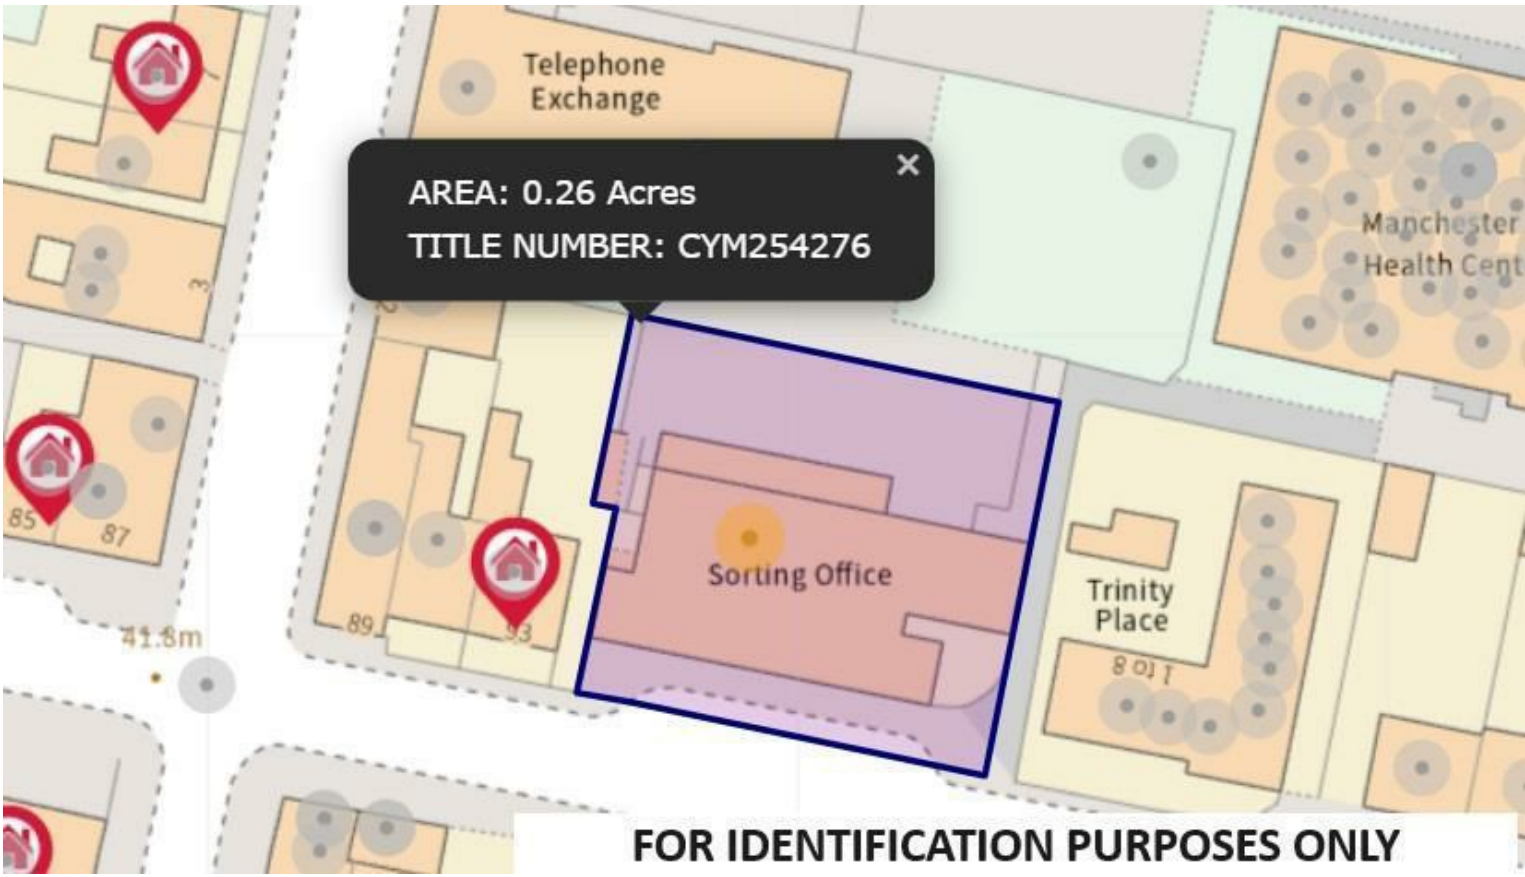 Telephone
Exchange
×
AREA: 0.26 Acres
TITLE NUMBER: CYM254276
Manchester
Health Cent
3
2
85
87
89
93
Sorting Office
Trinity
Place
1 to 8
41.8m
FOR IDENTIFICATION PURPOSES ONLY